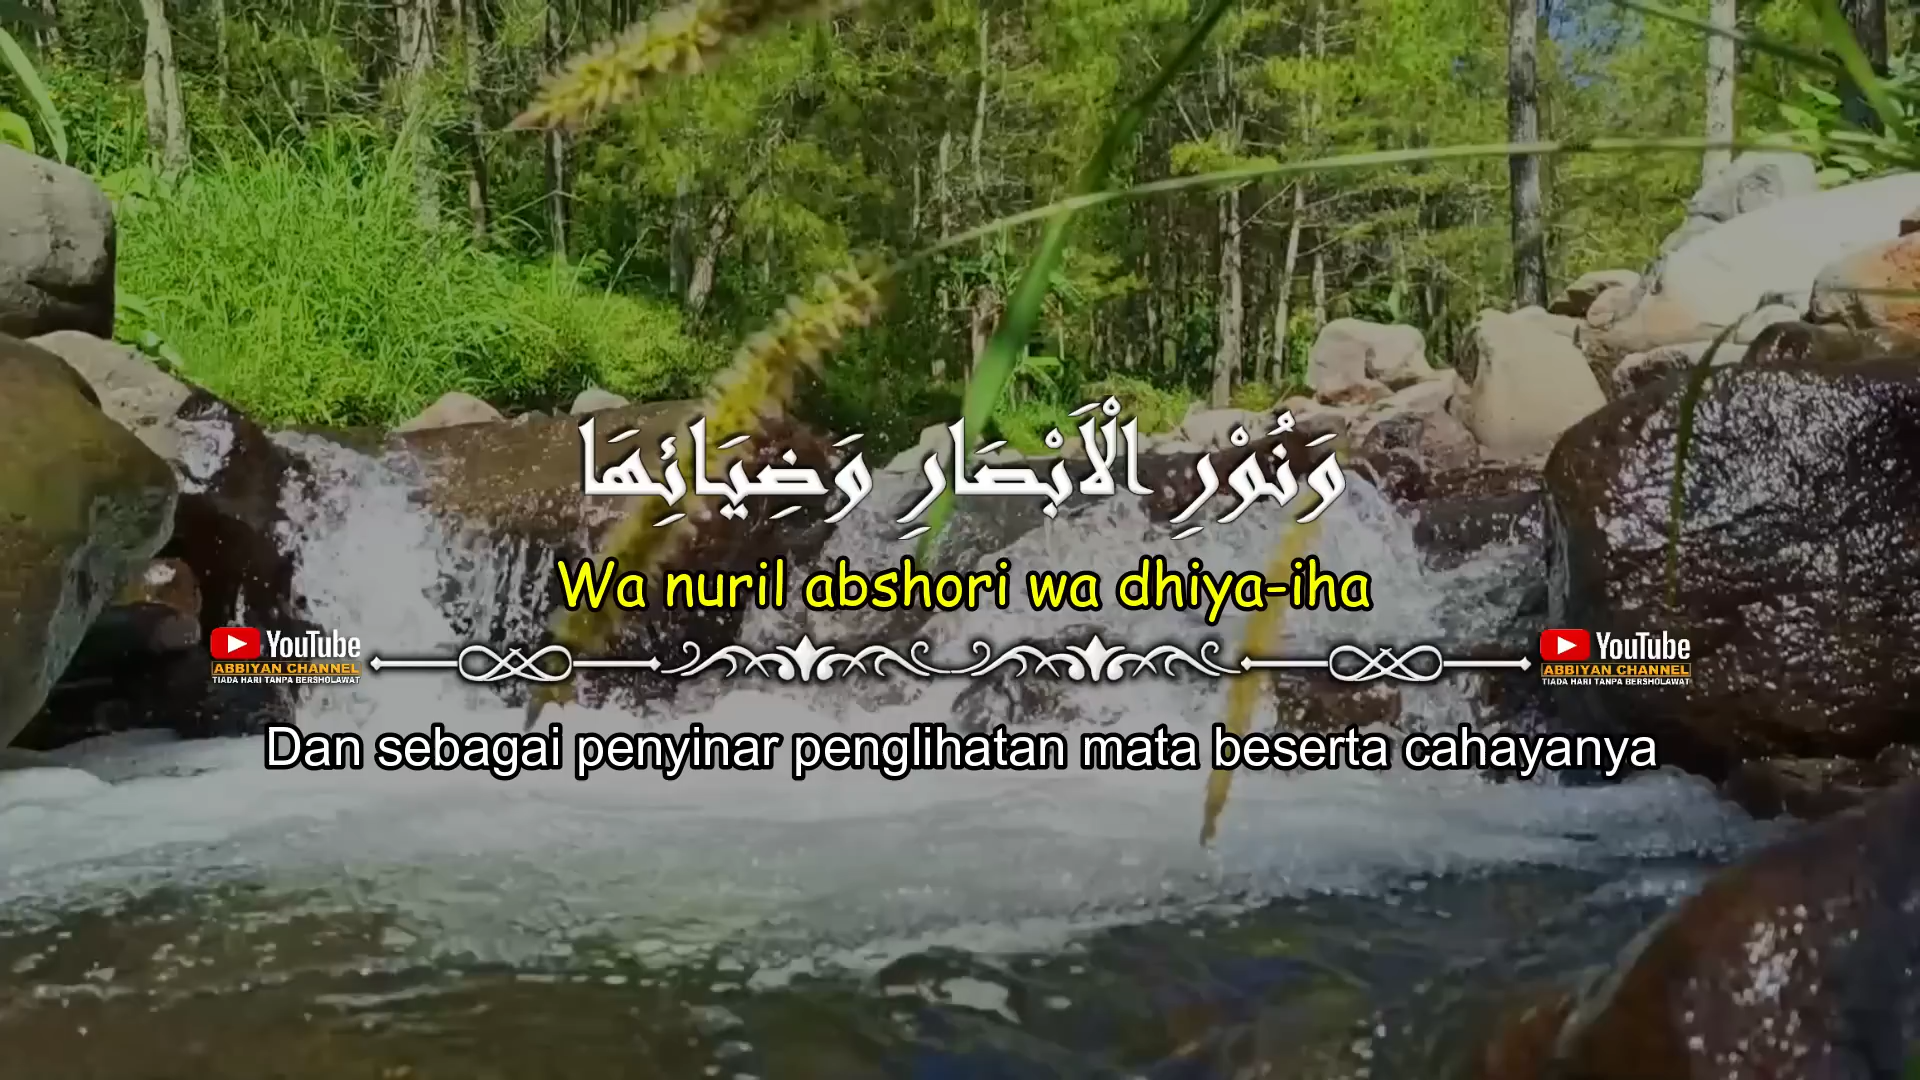 وَنُوْرِ الْاَبْصَارِ وَضِيَائِهَا
Wa nuril abshori wa dhiya-iha
YouTube
ABBIYAN CHANNEL
TIADA HARI TANPA BERSHOLAWAT
YouTube
ABBIYAN CHANNEL
TIADA HARI TANPA BERSHOLAWAT
Dan sebagai penyinar penglihatan mata beserta cahayanya